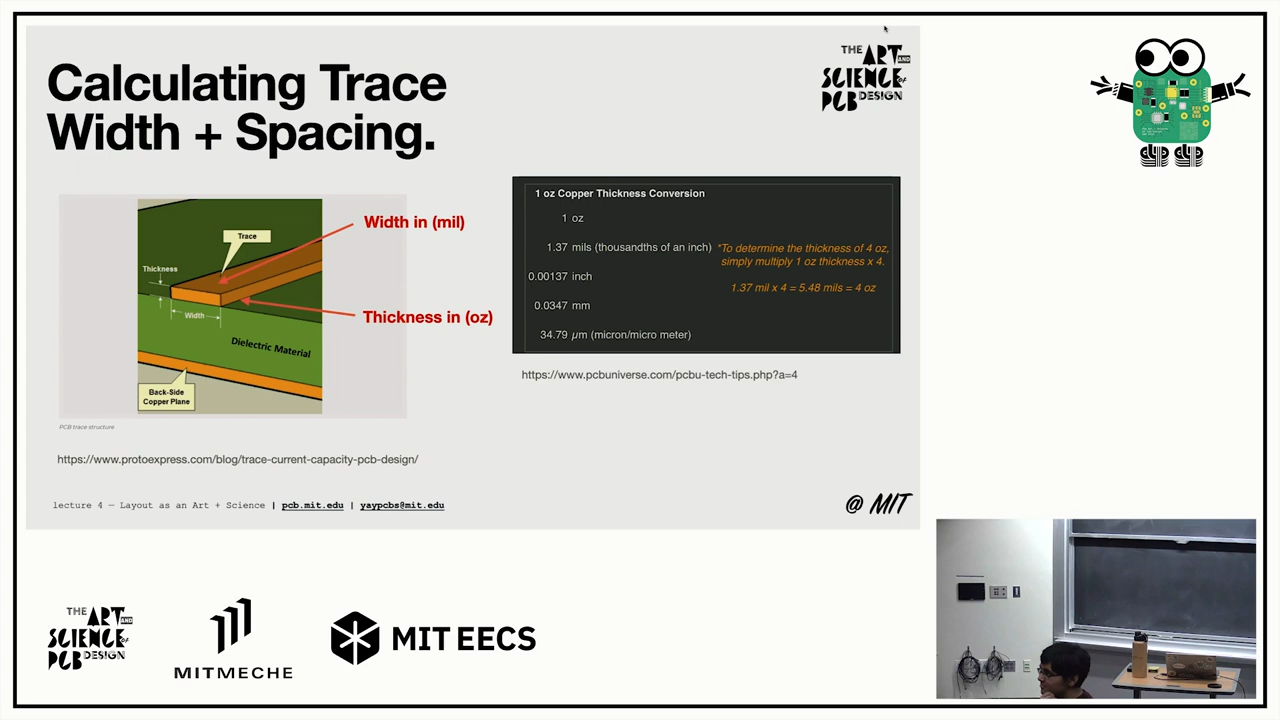 Calculating Trace
Width + Spacing.
THE ART AND
SCIENCE of
PCB DESIGN
Trace
Thickness
Width
Dielectric Material
Back-Side
Copper Plane
Width in (mil)
Thickness in (oz)
PCB trace structure
https://www.protoexpress.com/blog/trace-current-capacity-pcb-design/
1 oz Copper Thickness Conversion
1 oz
1.37 mils (thousandths of an inch)
0.00137 inch
0.0347 mm
34.79 µm (micron/micro meter)
*To determine the thickness of 4 oz,
simply multiply 1 oz thickness x 4.
1.37 mil x 4 = 5.48 mils = 4 oz
https://www.pcbuniverse.com/pcbu-tech-tips.php?a=4
lecture 4 — Layout as an Art + Science | pcb.mit.edu | yaypcbs@mit.edu
@ MIT
THE ART AND
SCIENCE of
PCB DESIGN
MITMECHE
MIT EECS